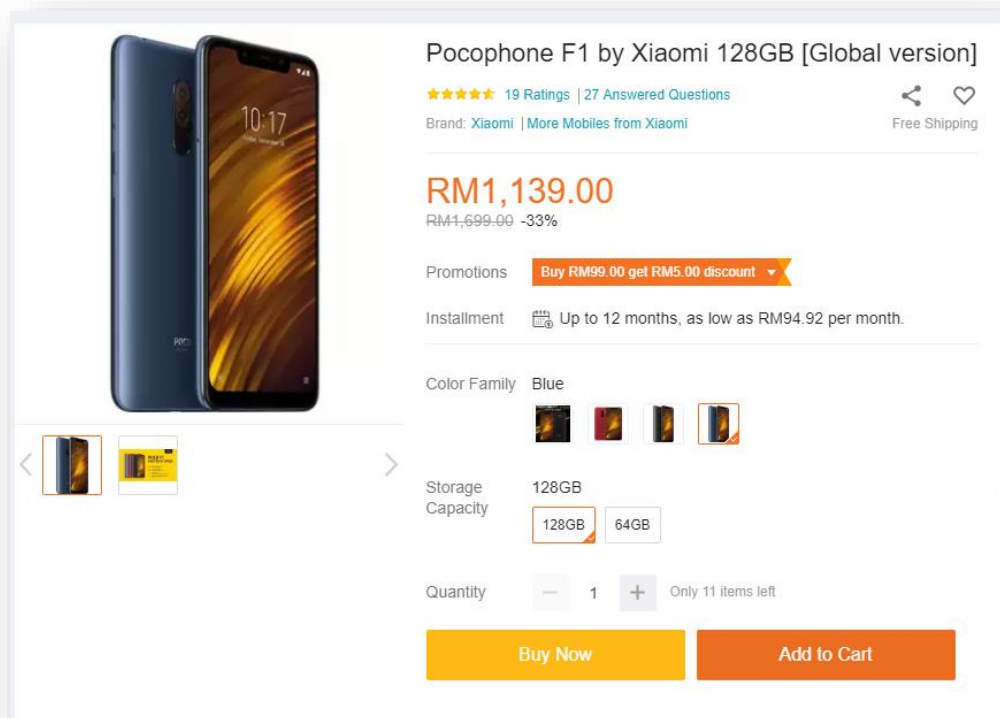 Pocophone F1 by Xiaomi 128GB [Global version]
19 Ratings | 27 Answered Questions
Brand: Xiaomi | More Mobiles from Xiaomi
Free Shipping
RM1,139.00
RM1,699.00 -33%
Promotions Buy RM99.00 get RM5.00 discount
Installment Up to 12 months, as low as RM94.92 per month.
Color Family Blue
Storage Capacity 128GB
128GB 64GB
Quantity − 1 + Only 11 items left
Buy Now Add to Cart
10:17
POCO